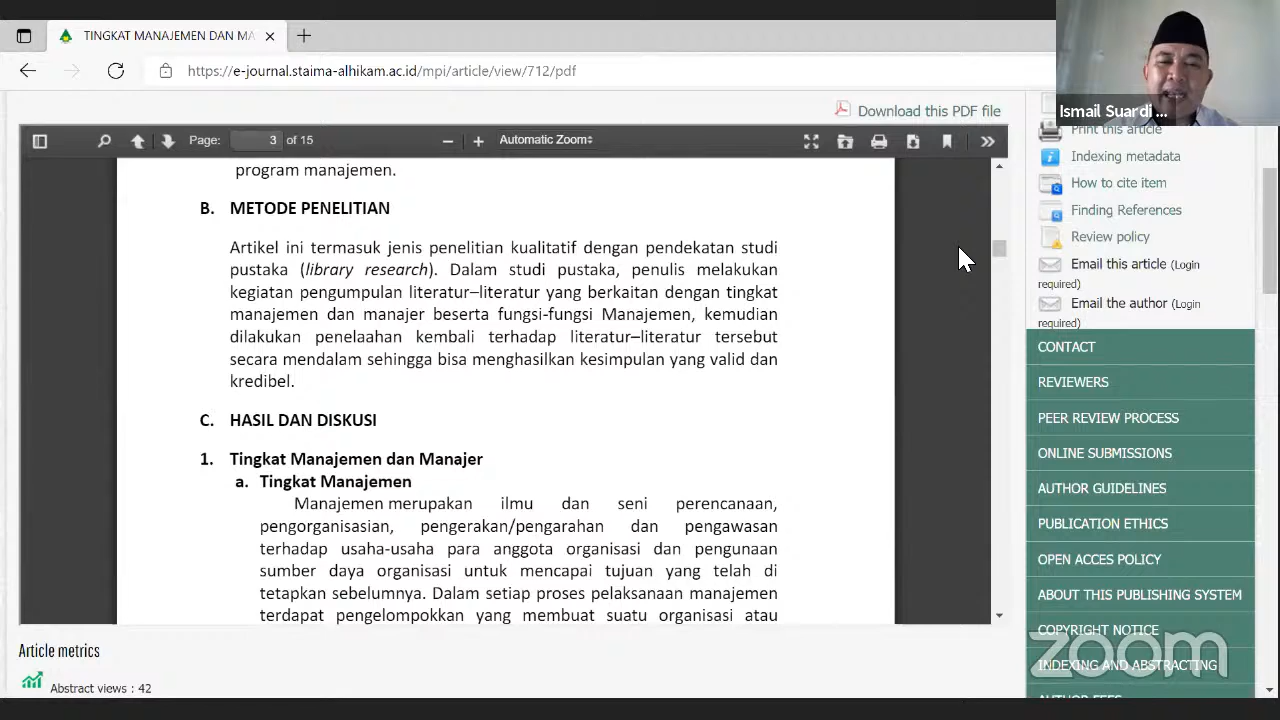 TINGKAT MANAJEMEN DAN MA
https://e-journal.staima-alhikam.ac.id/mpi/article/view/712/pdf
Ismail Suardi ...
Download this PDF file
Page: 3 of 15
Automatic Zoom
program manajemen.
B. METODE PENELITIAN
Artikel ini termasuk jenis penelitian kualitatif dengan pendekatan studi
pustaka (library research). Dalam studi pustaka, penulis melakukan
kegiatan pengumpulan literatur–literatur yang berkaitan dengan tingkat
manajemen dan manajer beserta fungsi-fungsi Manajemen, kemudian
dilakukan penelaahan kembali terhadap literatur–literatur tersebut
secara mendalam sehingga bisa menghasilkan kesimpulan yang valid dan
kredibel.
C. HASIL DAN DISKUSI
1. Tingkat Manajemen dan Manajer
a. Tingkat Manajemen
Manajemen merupakan ilmu dan seni perencanaan,
pengorganisasian, pengerakan/pengarahan dan pengawasan
terhadap usaha-usaha para anggota organisasi dan pengunaan
sumber daya organisasi untuk mencapai tujuan yang telah di
tetapkan sebelumnya. Dalam setiap proses pelaksanaan manajemen
terdapat pengelompokkan yang membuat suatu organisasi atau
Article metrics
Abstract views : 42
Print this article
Indexing metadata
How to cite item
Finding References
Review policy
Email this article (Login
required)
Email the author (Login
required)
CONTACT
REVIEWERS
PEER REVIEW PROCESS
ONLINE SUBMISSIONS
AUTHOR GUIDELINES
PUBLICATION ETHICS
OPEN ACCES POLICY
ABOUT THIS PUBLISHING SYSTEM
COPYRIGHT NOTICE
INDEXING AND ABSTRACTING
AUTHOR FEES
zoom